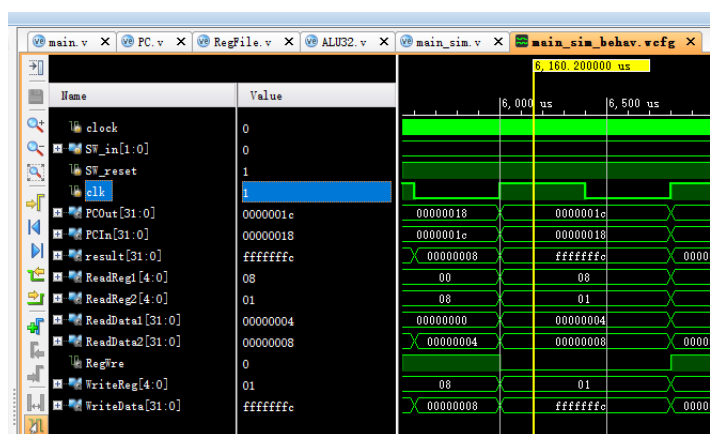 main.v X PC.v X RegFile.v X ALU32.v X main_sim.v X main_sim_behav.wcfg X
6,160.200000 us
Name Value
6,000 us 6,500 us
clock 0
SW_in[1:0] 0
SW_reset 1
clk 1
PCOut[31:0] 0000001c 00000018 0000001c
PCIn[31:0] 00000018 0000001c 00000018
result[31:0] fffffffc 00000008 fffffffc 0000
ReadReg1[4:0] 08 00 08
ReadReg2[4:0] 01 08 01
ReadData1[31:0] 00000004 00000000 00000004
ReadData2[31:0] 00000008 00000004 00000008 0000
RegWre 0
WriteReg[4:0] 01 08 01
WriteData[31:0] fffffffc 00000008 fffffffc 0000